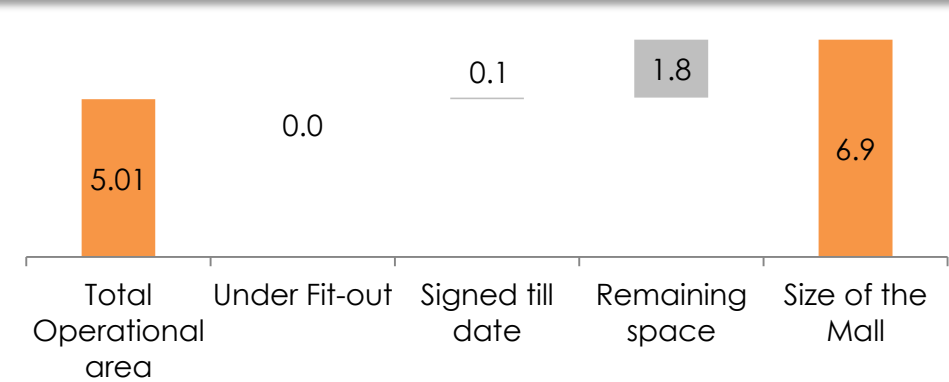 5.01
0.0
0.1
1.8
6.9
Total
Operational
area
Under Fit-out
Signed till
date
Remaining
space
Size of the
Mall